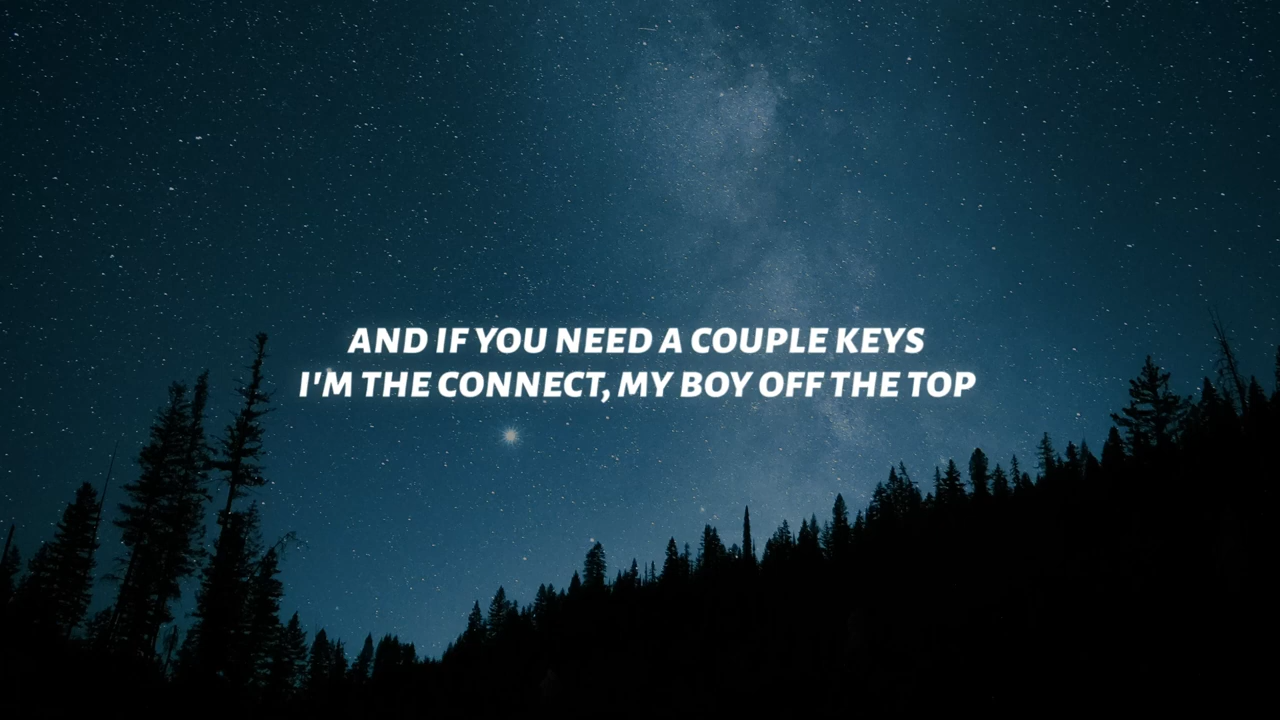 AND IF YOU NEED A COUPLE KEYS
I'M THE CONNECT, MY BOY OFF THE TOP